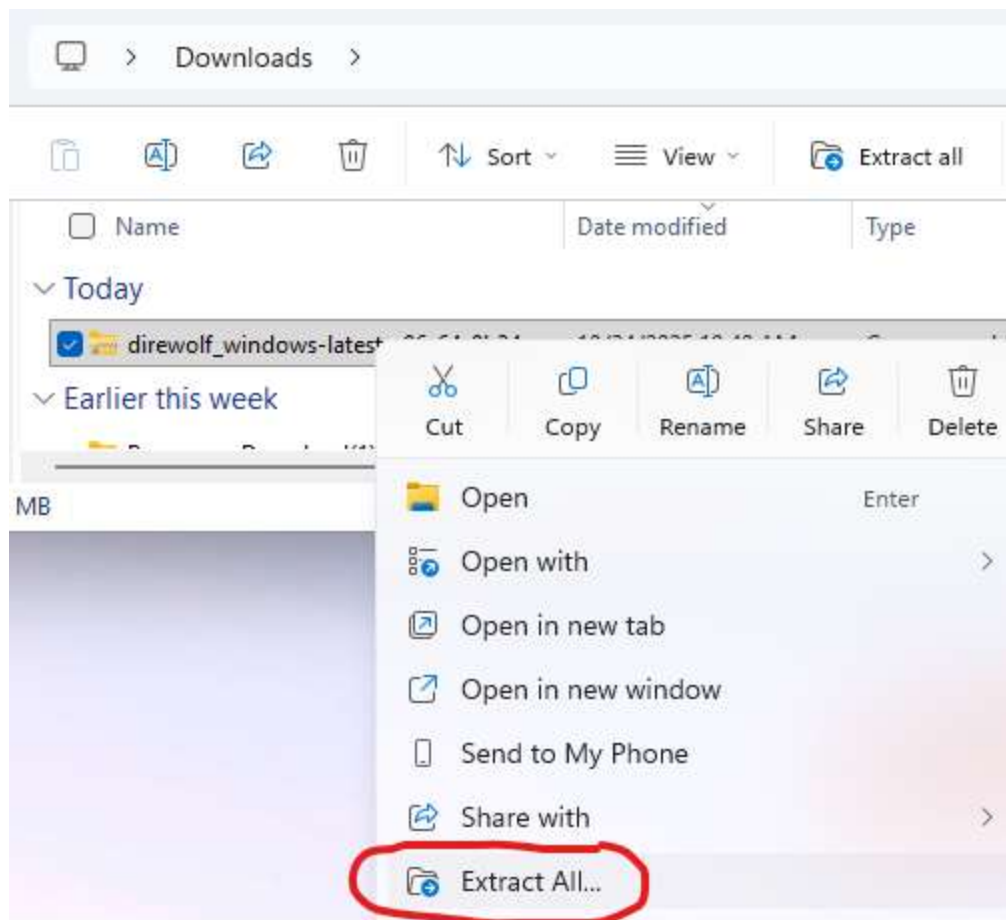 Downloads
Sort
View
Extract all
Name
Date modified
Type
Today
direwolf_windows-latest
Earlier this week
Cut
Copy
Rename
Share
Delete
MB
Open
Enter
Open with
Open in new tab
Open in new window
Send to My Phone
Share with
Extract All...